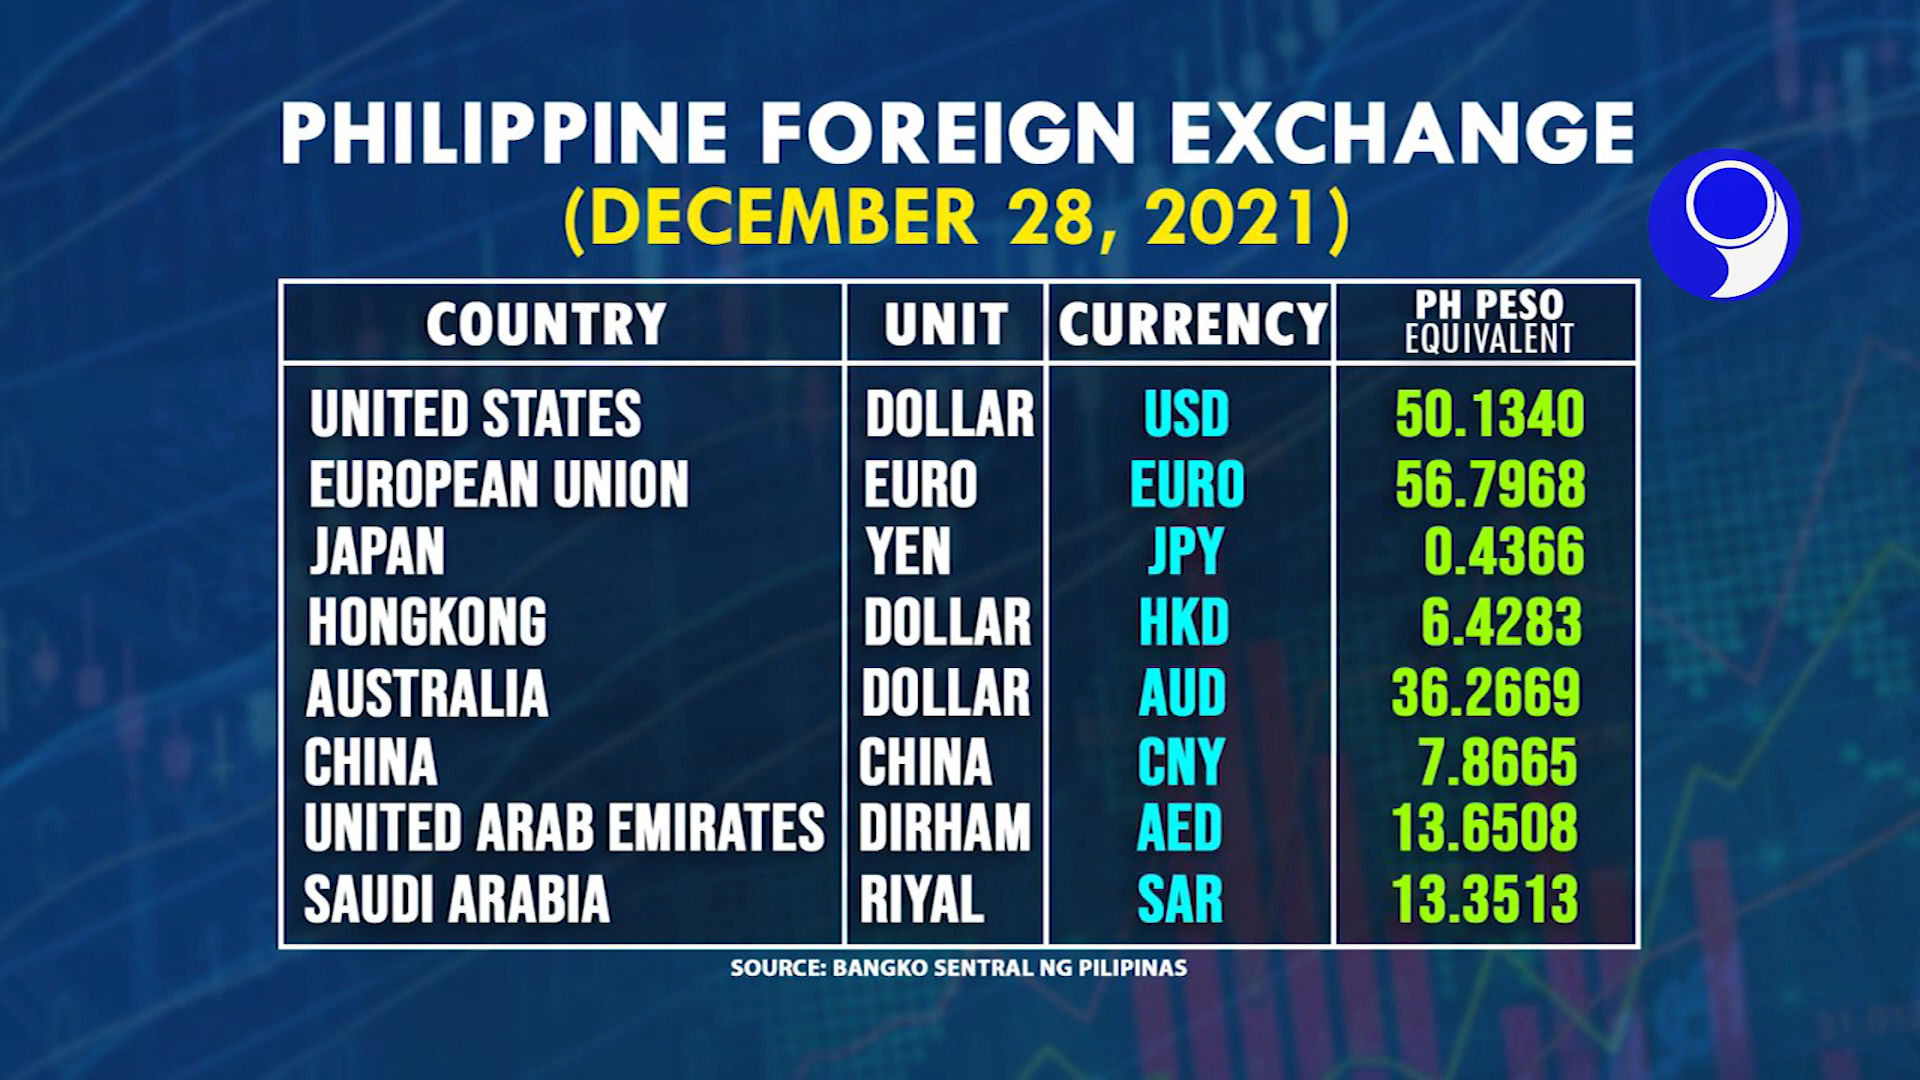 PHILIPPINE FOREIGN EXCHANGE
(DECEMBER 28, 2021)
COUNTRY UNIT CURRENCY PH PESO EQUIVALENT
UNITED STATES DOLLAR USD 50.1340
EUROPEAN UNION EURO EURO 56.7968
JAPAN YEN JPY 0.4366
HONGKONG DOLLAR HKD 6.4283
AUSTRALIA DOLLAR AUD 36.2669
CHINA CHINA CNY 7.8665
UNITED ARAB EMIRATES DIRHAM AED 13.6508
SAUDI ARABIA RIYAL SAR 13.3513
SOURCE: BANGKO SENTRAL NG PILIPINAS